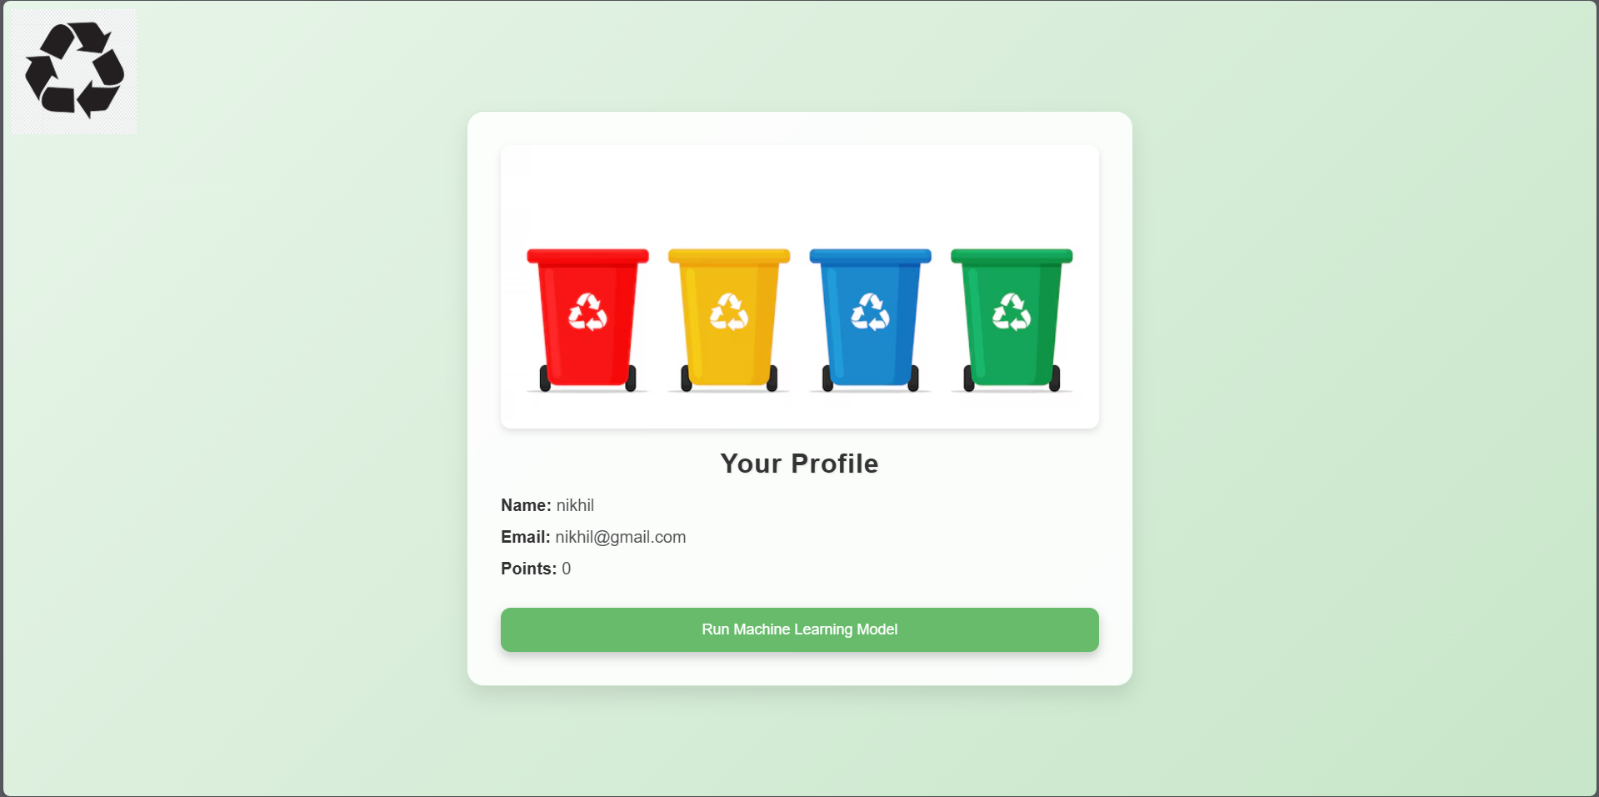 Your Profile
Name: nikhil
Email: nikhil@gmail.com
Points: 0
Run Machine Learning Model